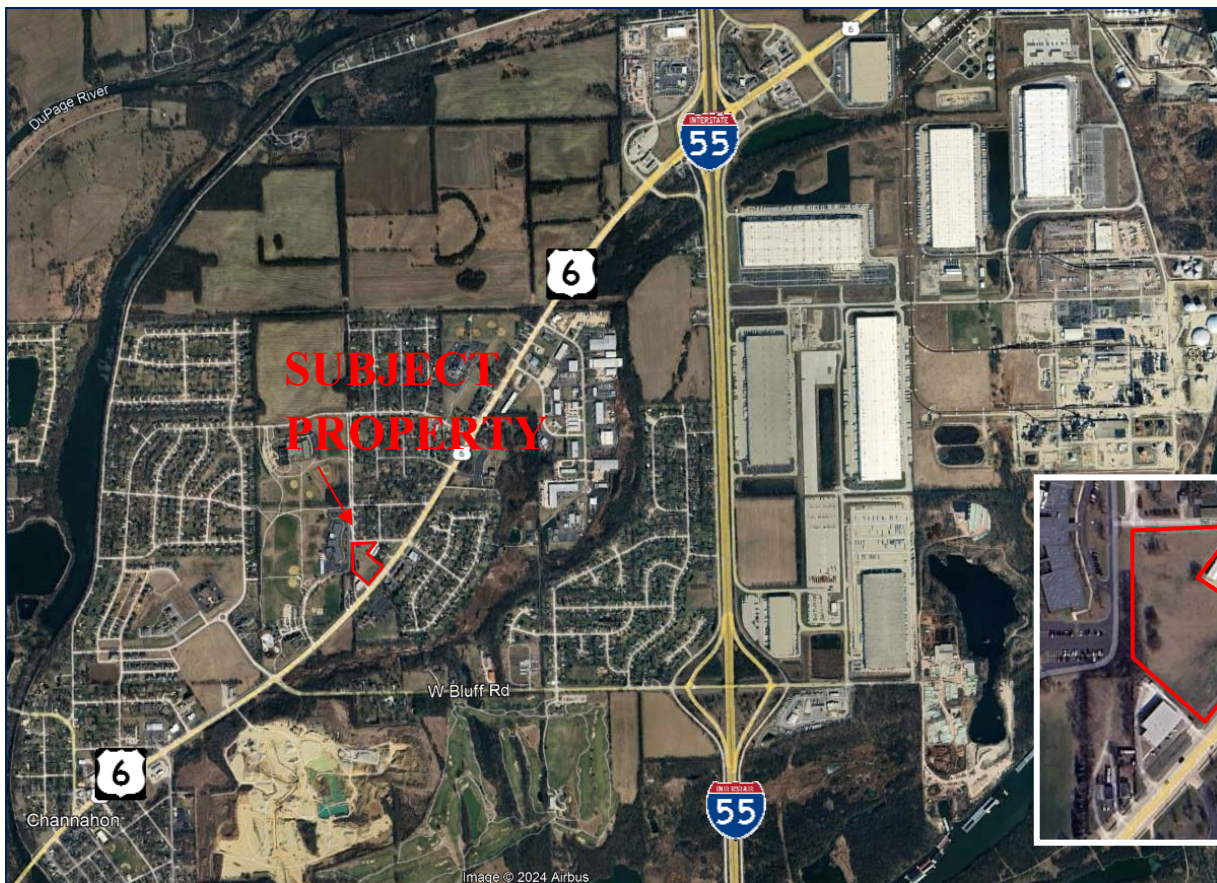 6
DuPage River
INTERSTATE
55
6
SUBJECT
PROPERTY
6
W Bluff Rd
6
INTERSTATE
55
Channahon
Image © 2024 Airbus